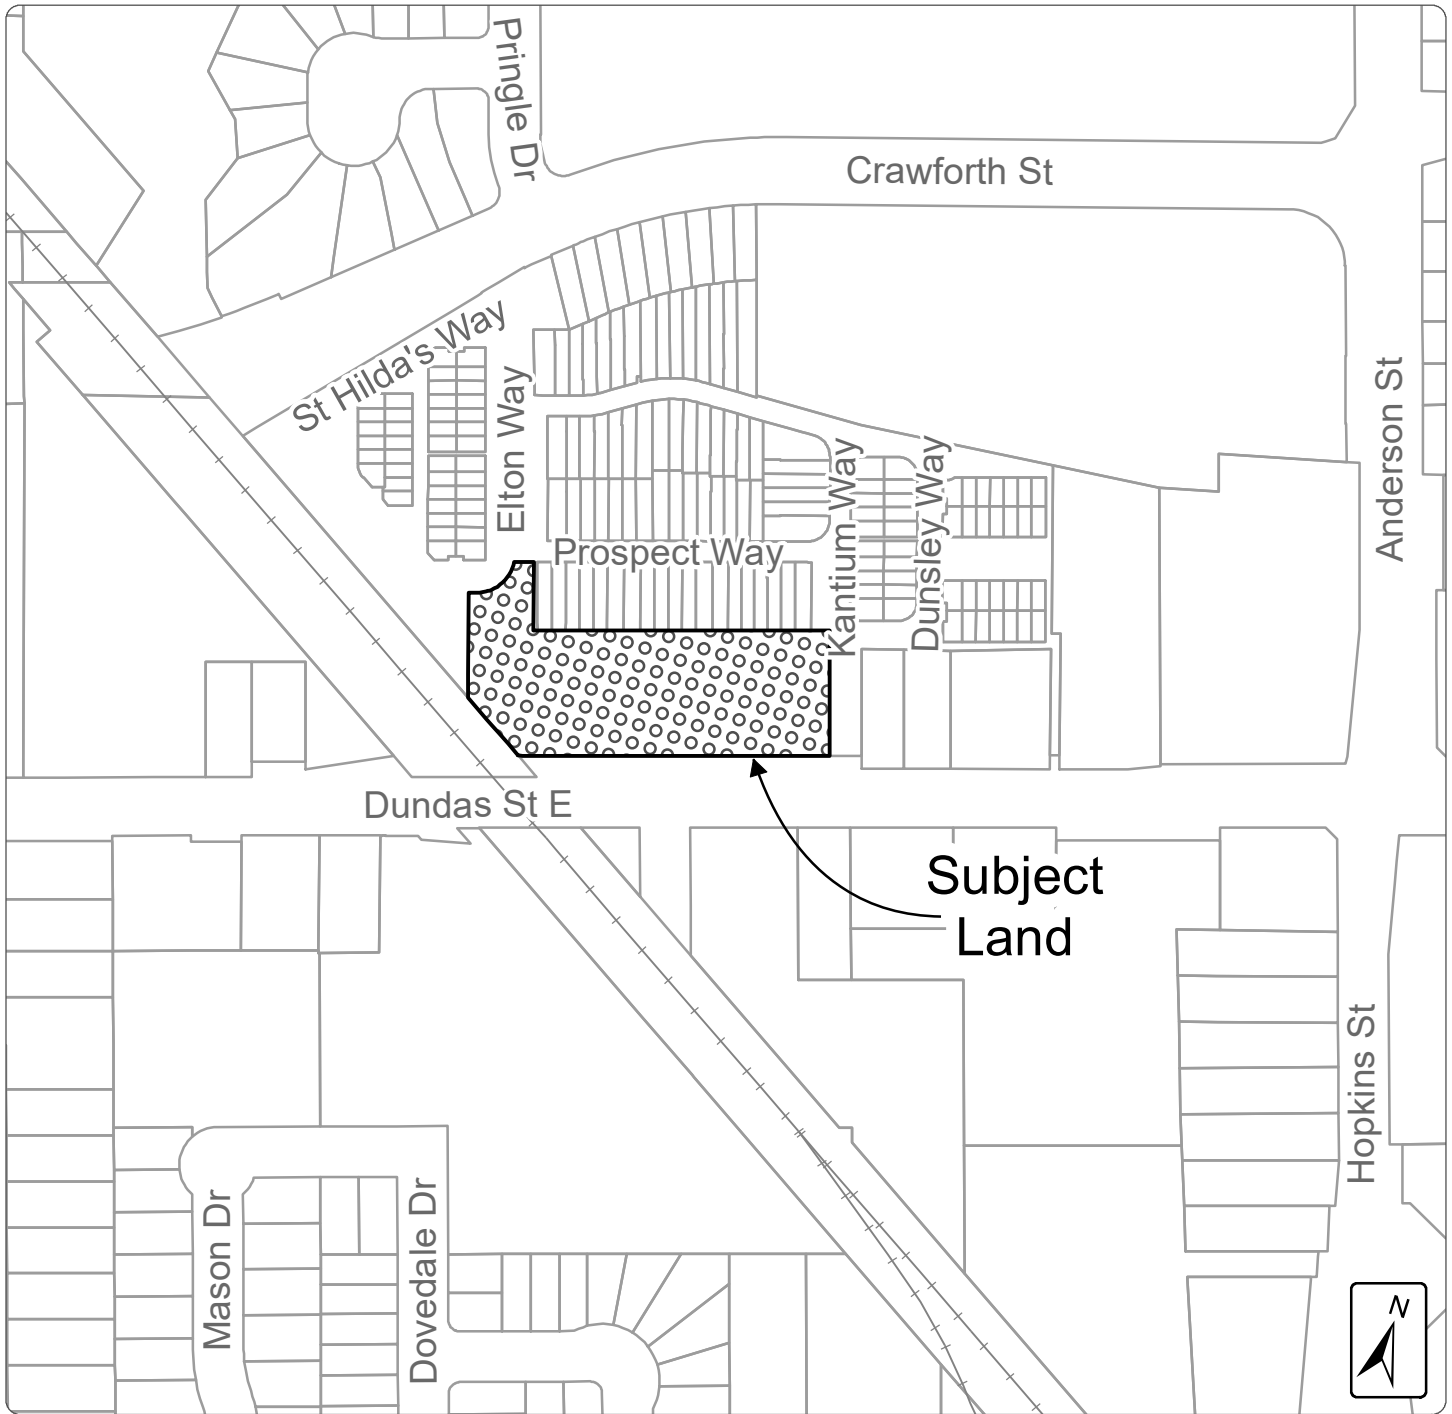 Pringle Dr
Crawforth St
St Hilda's Way
Elton Way
Anderson St
Kantium Way
Dunsley Way
Prospect Way
Dundas St E
Subject
Land
Hopkins St
Mason Dr
Dovedale Dr
N